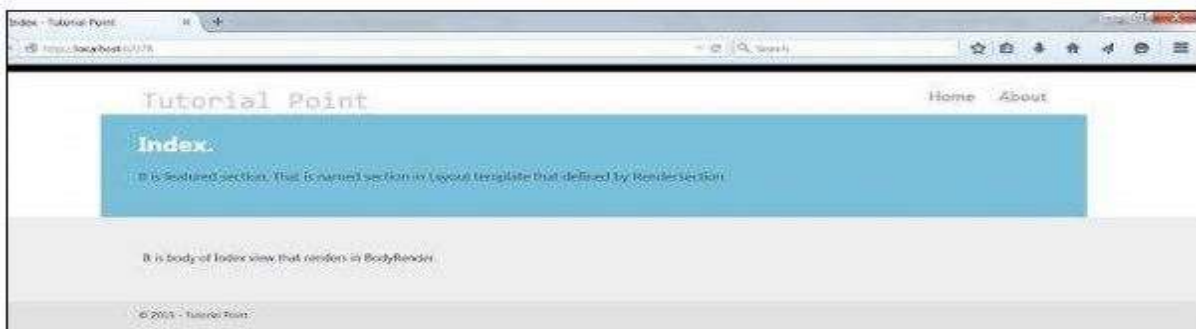 Index - Tutorial Point
localhost
Search
Tutorial Point
Home About
Index.
It is featured section. That is named section in Layout template that defined by RenderSection
It is body of Index view that renders in BodyRender.
© 2015 - Tutorial Point